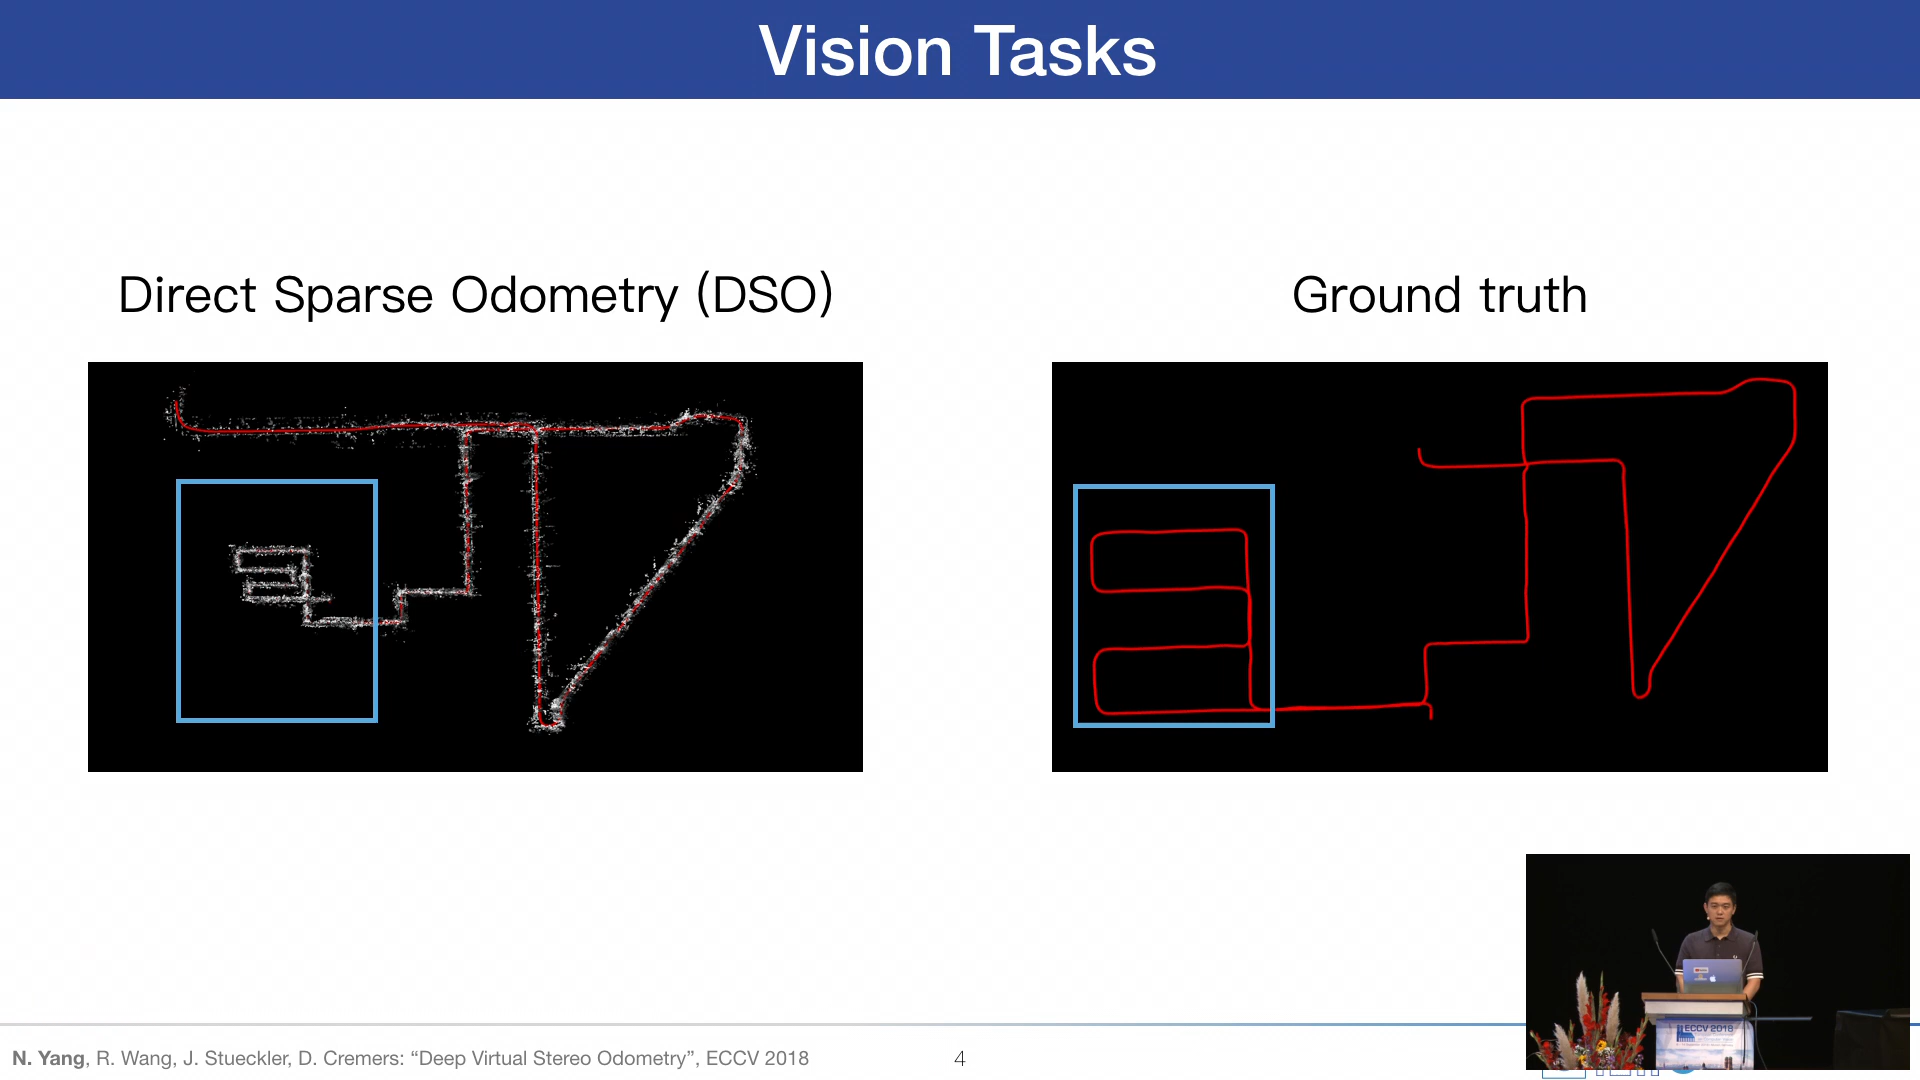 Vision Tasks
Direct Sparse Odometry (DSO)
Ground truth
N. Yang, R. Wang, J. Stueckler, D. Cremers: “Deep Virtual Stereo Odometry”, ECCV 2018
4
ECCV 2018